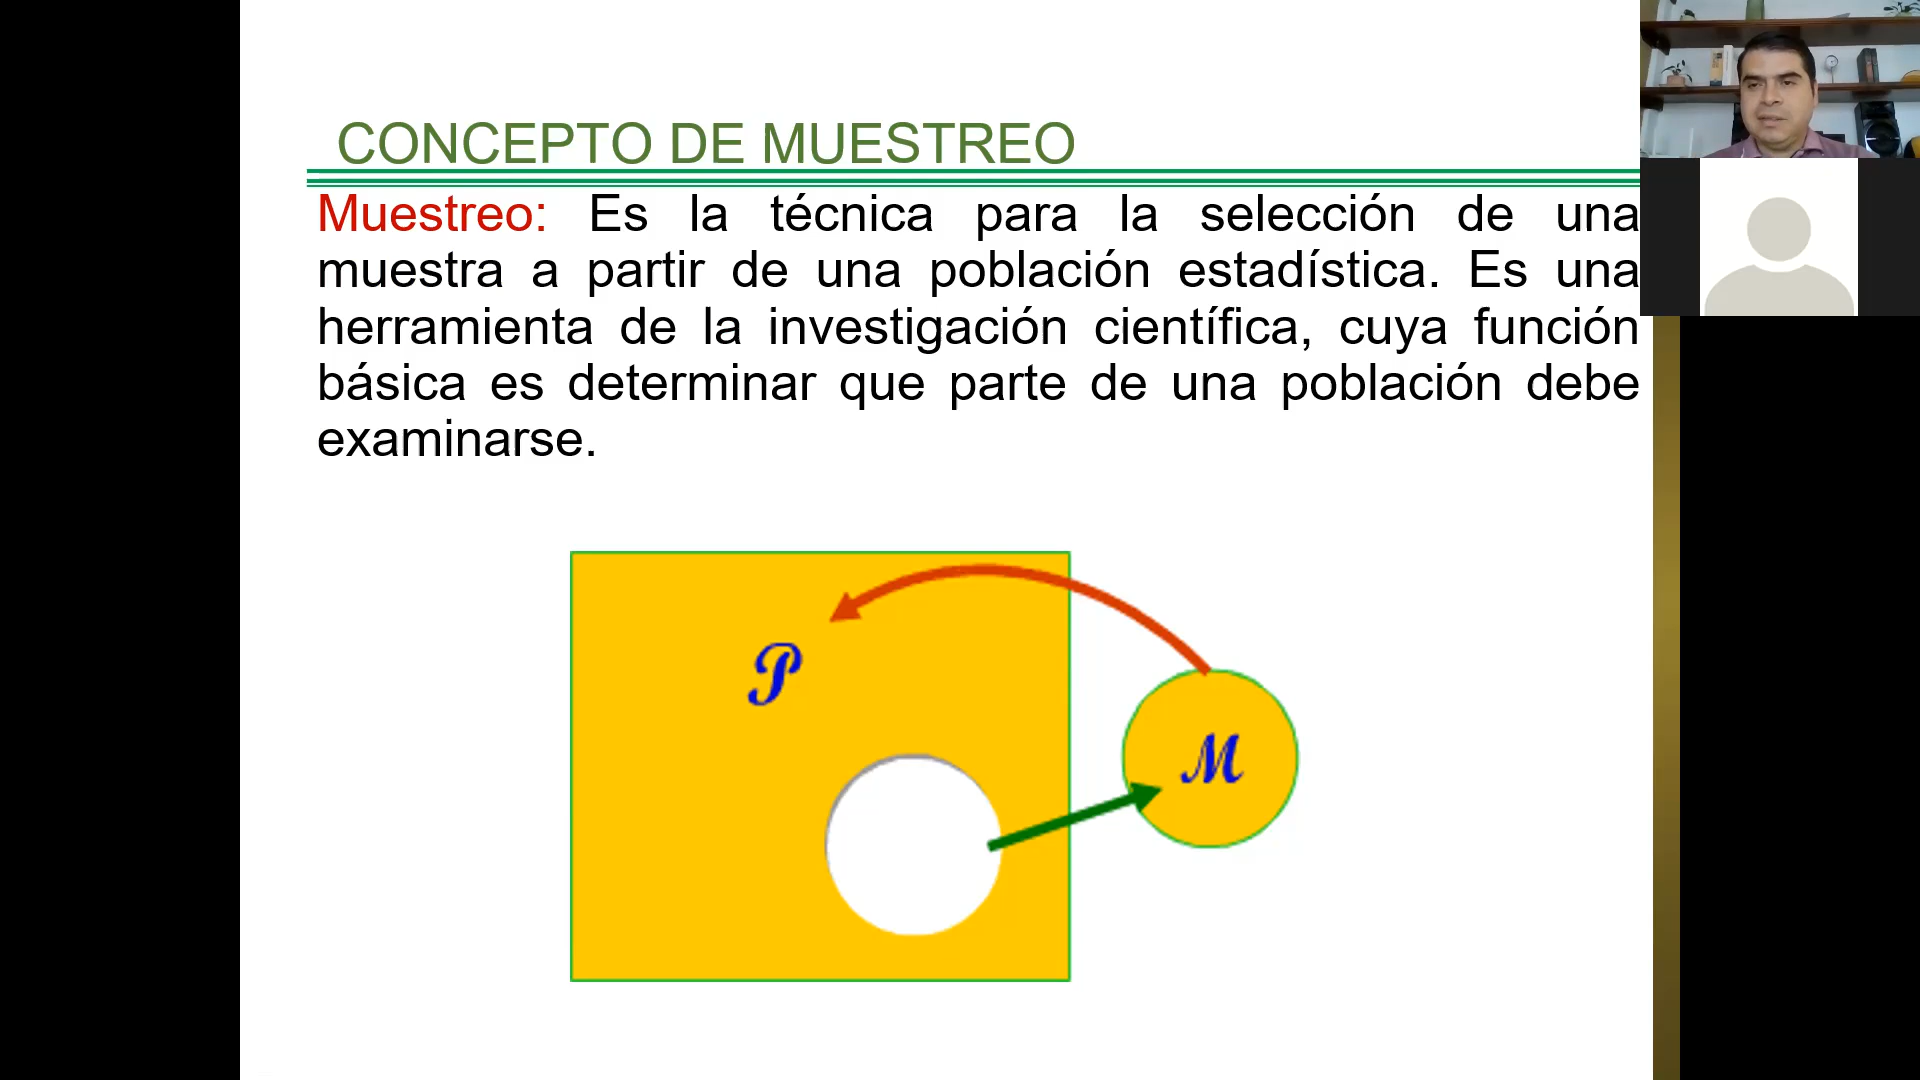 CONCEPTO DE MUESTREO
Muestreo: Es la técnica para la selección de una
muestra a partir de una población estadística. Es una
herramienta de la investigación científica, cuya función
básica es determinar que parte de una población debe
examinarse.
P
M